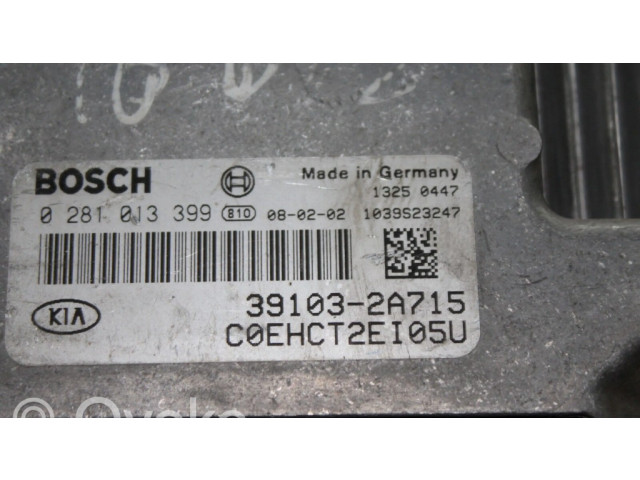 BOSCH
Made in Germany
1325 0447
0 281 013 399 810 08-02-02 1039S23247
39103-2A715
KIA
C0EHCT2EI05U
© Ovoko